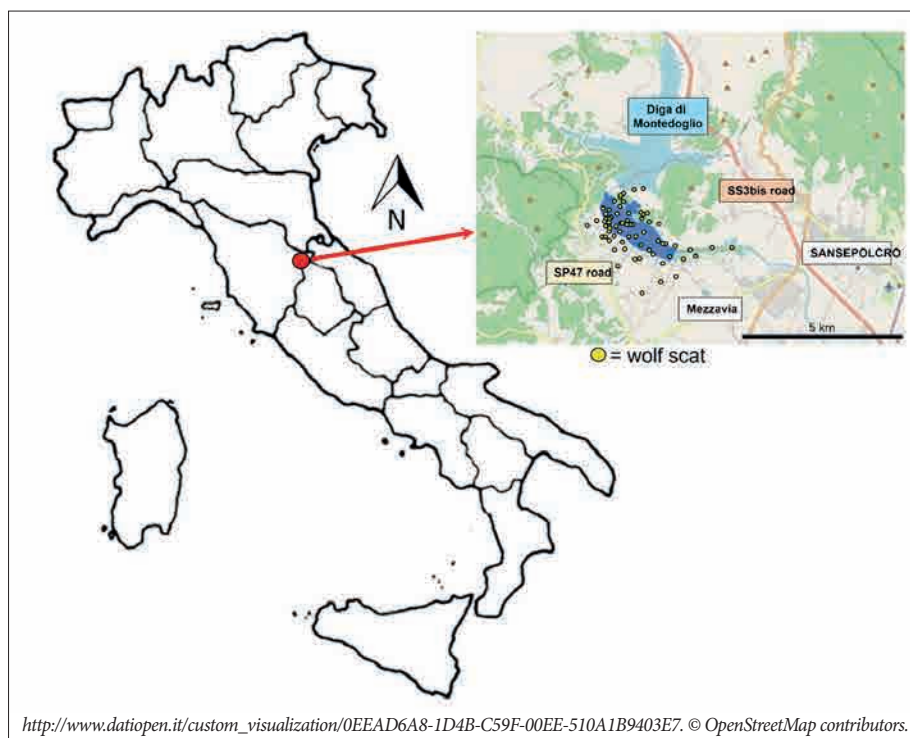 Diga di
Montedoglio
SS3bis road
SANSEPOLCRO
SP47 road
Mezzavia
5 km
N
= wolf scat
http://www.datiopen.it/custom_visualization/0EEAD6A8-1D4B-C59F-00EE-510A1B9403E7. © OpenStreetMap contributors.